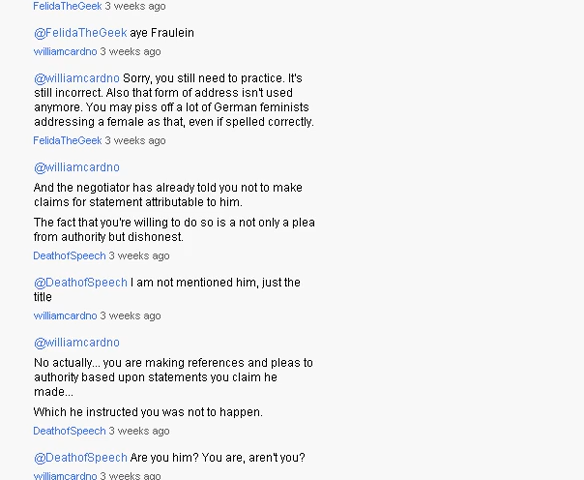 FelidaTheGeek 3 weeks ago
@FelidaTheGeek aye Fraulein
williamcardno 3 weeks ago
@williamcardno Sorry, you still need to practice. It's
still incorrect. Also that form of address isn't used
anymore. You may piss off a lot of German feminists
addressing a female as that, even if spelled correctly.
FelidaTheGeek 3 weeks ago
@williamcardno
And the negotiator has already told you not to make
claims for statement attributable to him.
The fact that you're willing to do so is a not only a plea
from authority but dishonest.
DeathofSpeech 3 weeks ago
@DeathofSpeech I am not mentioned him, just the
title
williamcardno 3 weeks ago
@williamcardno
No actually... you are making references and pleas to
authority based upon statements you claim he
made...
Which he instructed you was not to happen.
DeathofSpeech 3 weeks ago
@DeathofSpeech Are you him? You are, aren't you?
williamcardno 3 weeks ago